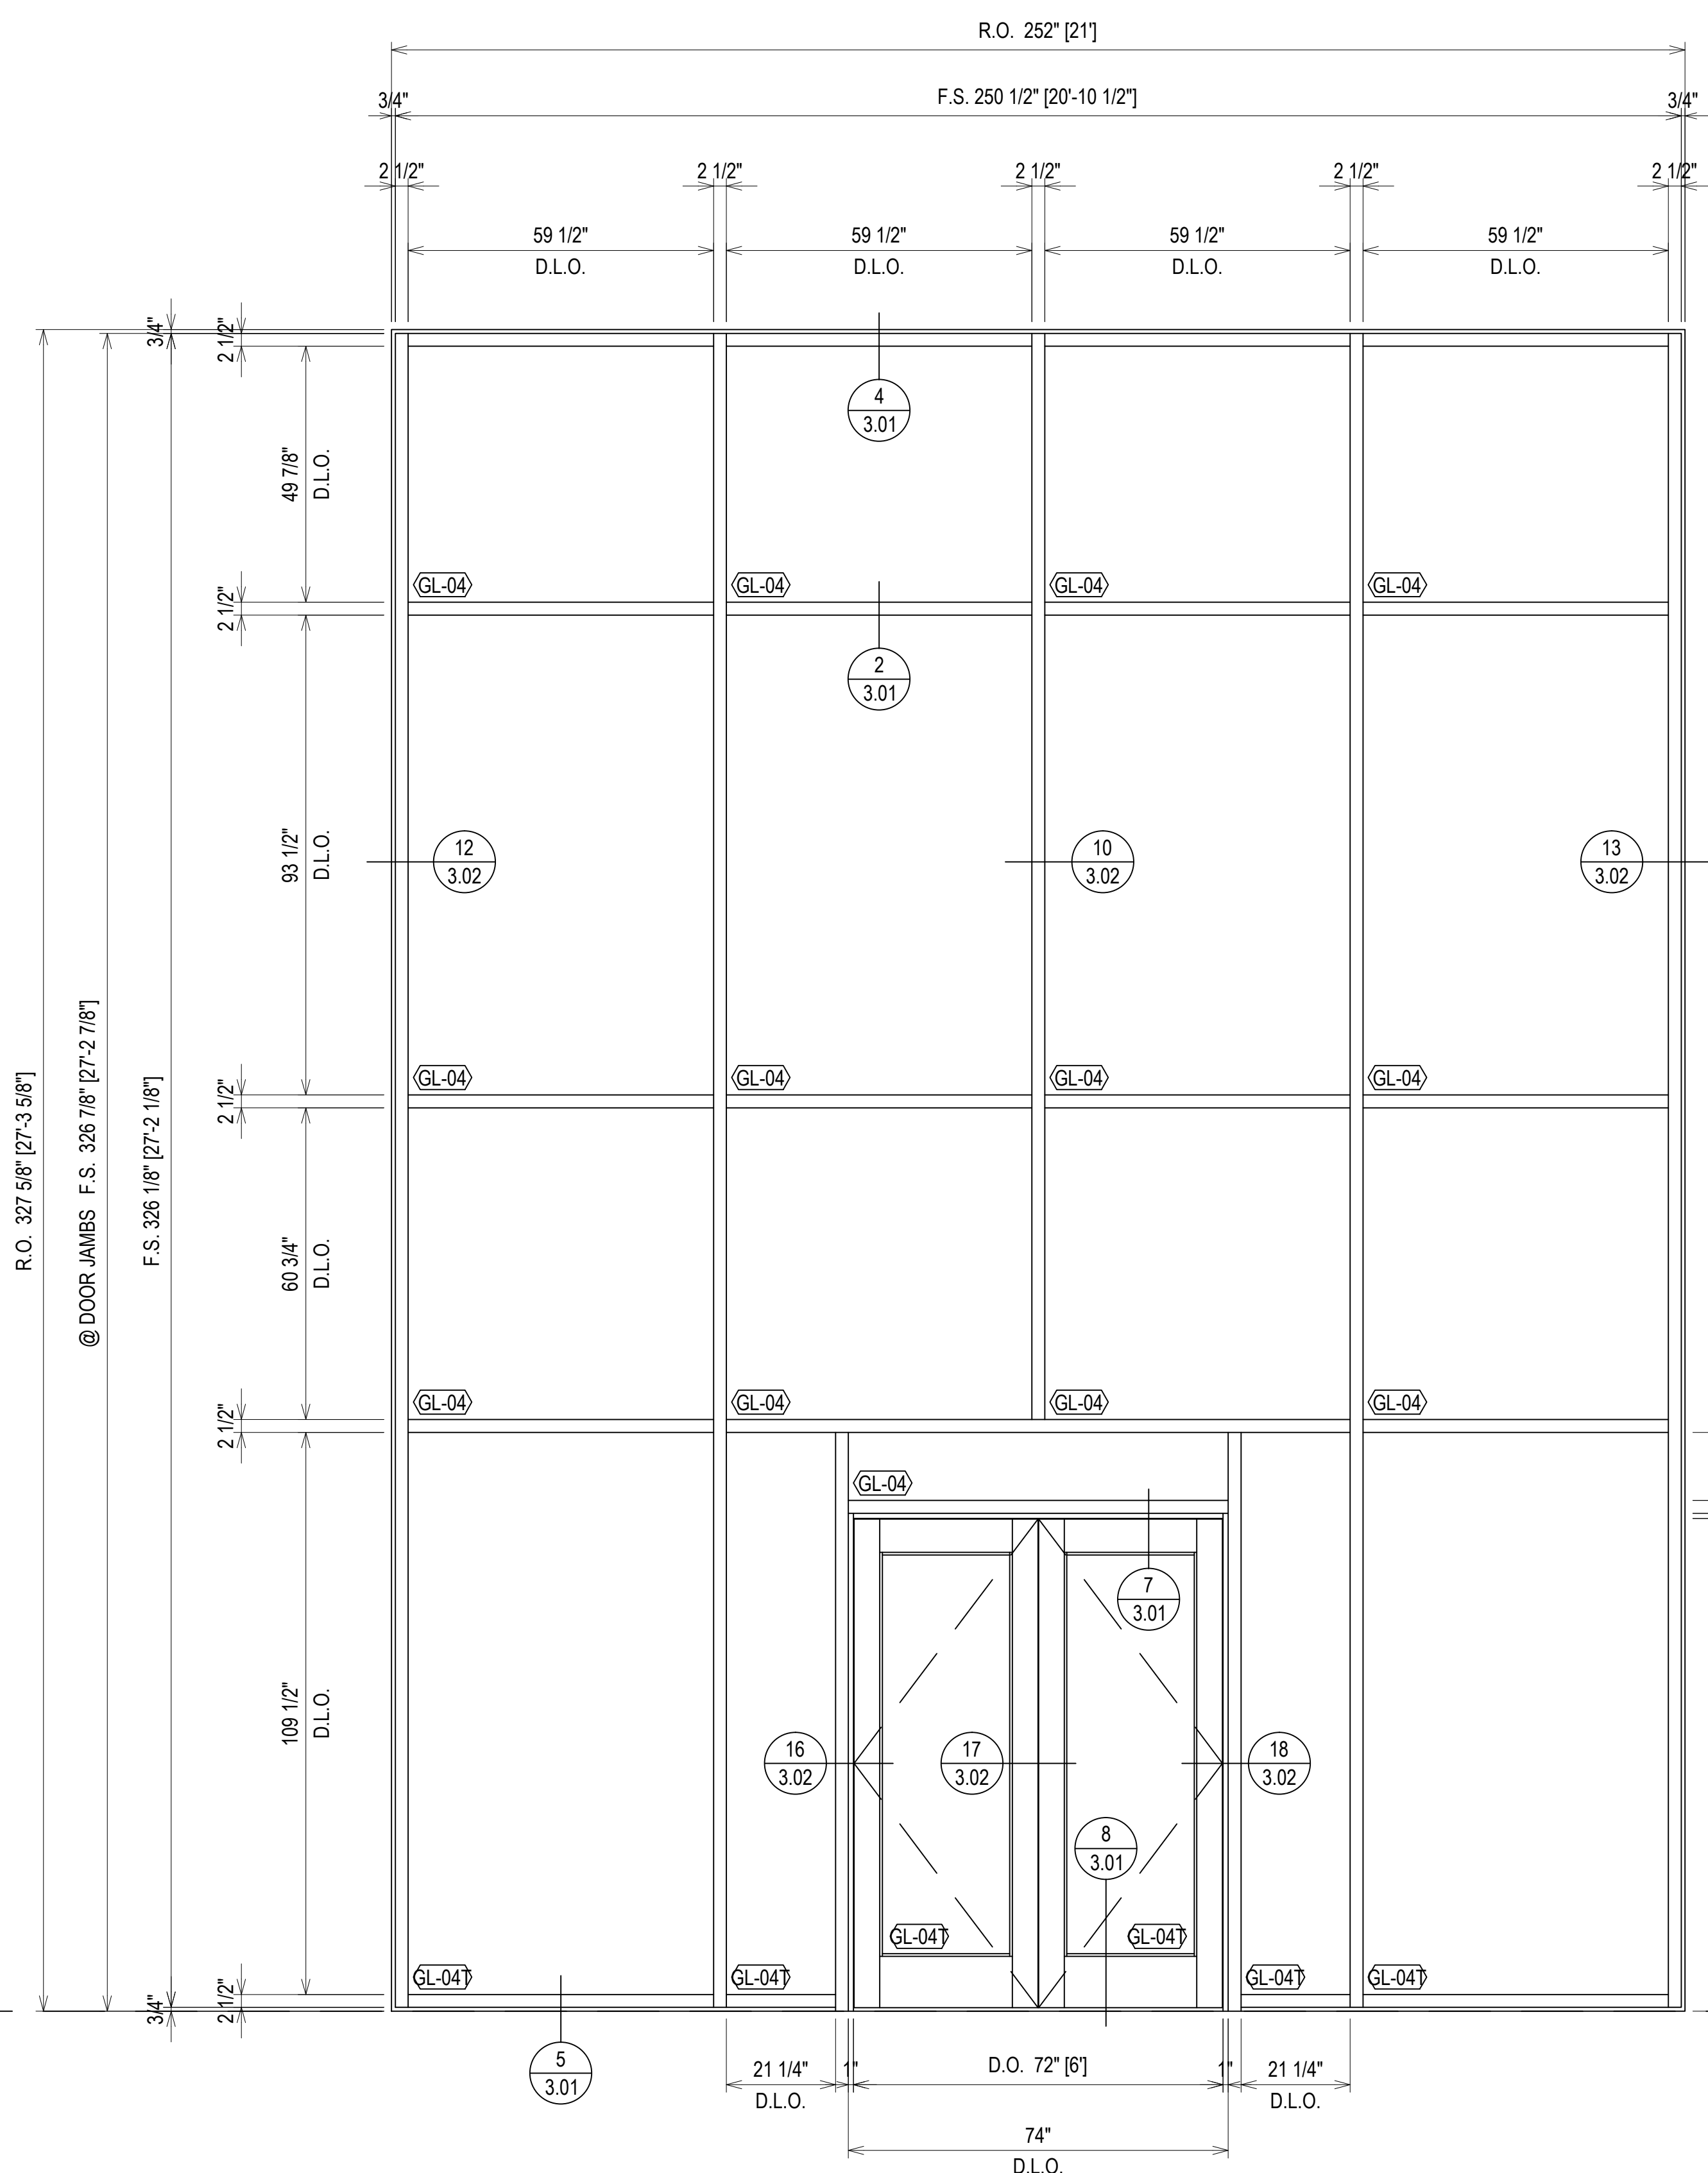 R.O. 252" [21']
3/4"
F.S. 250 1/2" [20'-10 1/2"]
3/4"
2 1/2"
2 1/2"
2 1/2"
2 1/2"
2 1/2"
59 1/2"
59 1/2"
59 1/2"
59 1/2"
D.L.O.
D.L.O.
D.L.O.
D.L.O.
3/4"
2 1/2"
4
3.01
49 7/8"
D.L.O.
GL-04
GL-04
GL-04
GL-04
2 1/2"
2
3.01
12
3.02
10
3.02
13
3.02
93 1/2"
D.L.O.
GL-04
GL-04
GL-04
GL-04
2 1/2"
R.O. 327 5/8" [27'-3 5/8"]
@ DOOR JAMBS F.S. 326 7/8" [27'-2 7/8"]
F.S. 326 1/8" [27'-2 1/8"]
60 3/4"
D.L.O.
GL-04
GL-04
GL-04
GL-04
2 1/2"
GL-04
7
3.01
109 1/2"
D.L.O.
16
3.02
17
3.02
18
3.02
8
3.01
GL-04T
GL-04T
GL-04T
GL-04T
GL-04T
GL-04T
3/4"
2 1/2"
5
3.01
21 1/4"
D.L.O.
1"
D.O. 72" [6']
1"
21 1/4"
D.L.O.
74"
D.L.O.